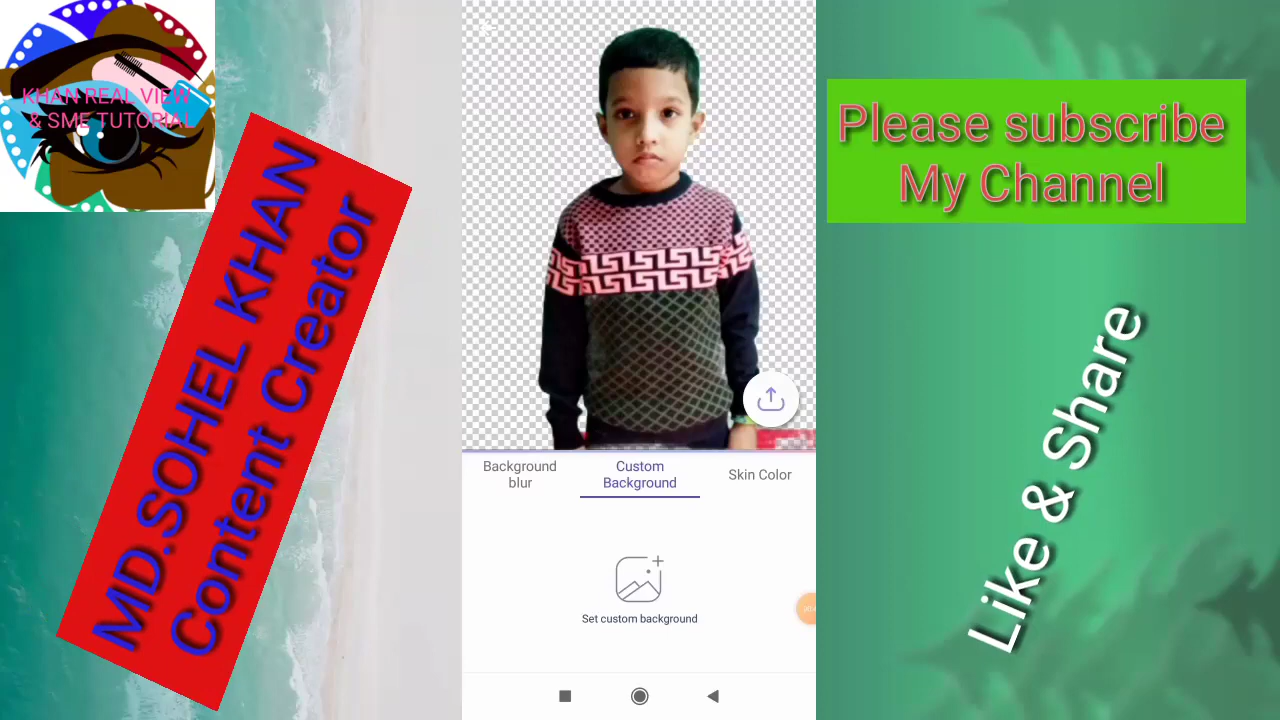 KHAN REAL VIEW
& SME TUTORIAL
MD.SOHEL KHAN
Content Creator
Please subscribe
My Channel
Like & Share
Background
blur
Custom
Background
Skin Color
Set custom background